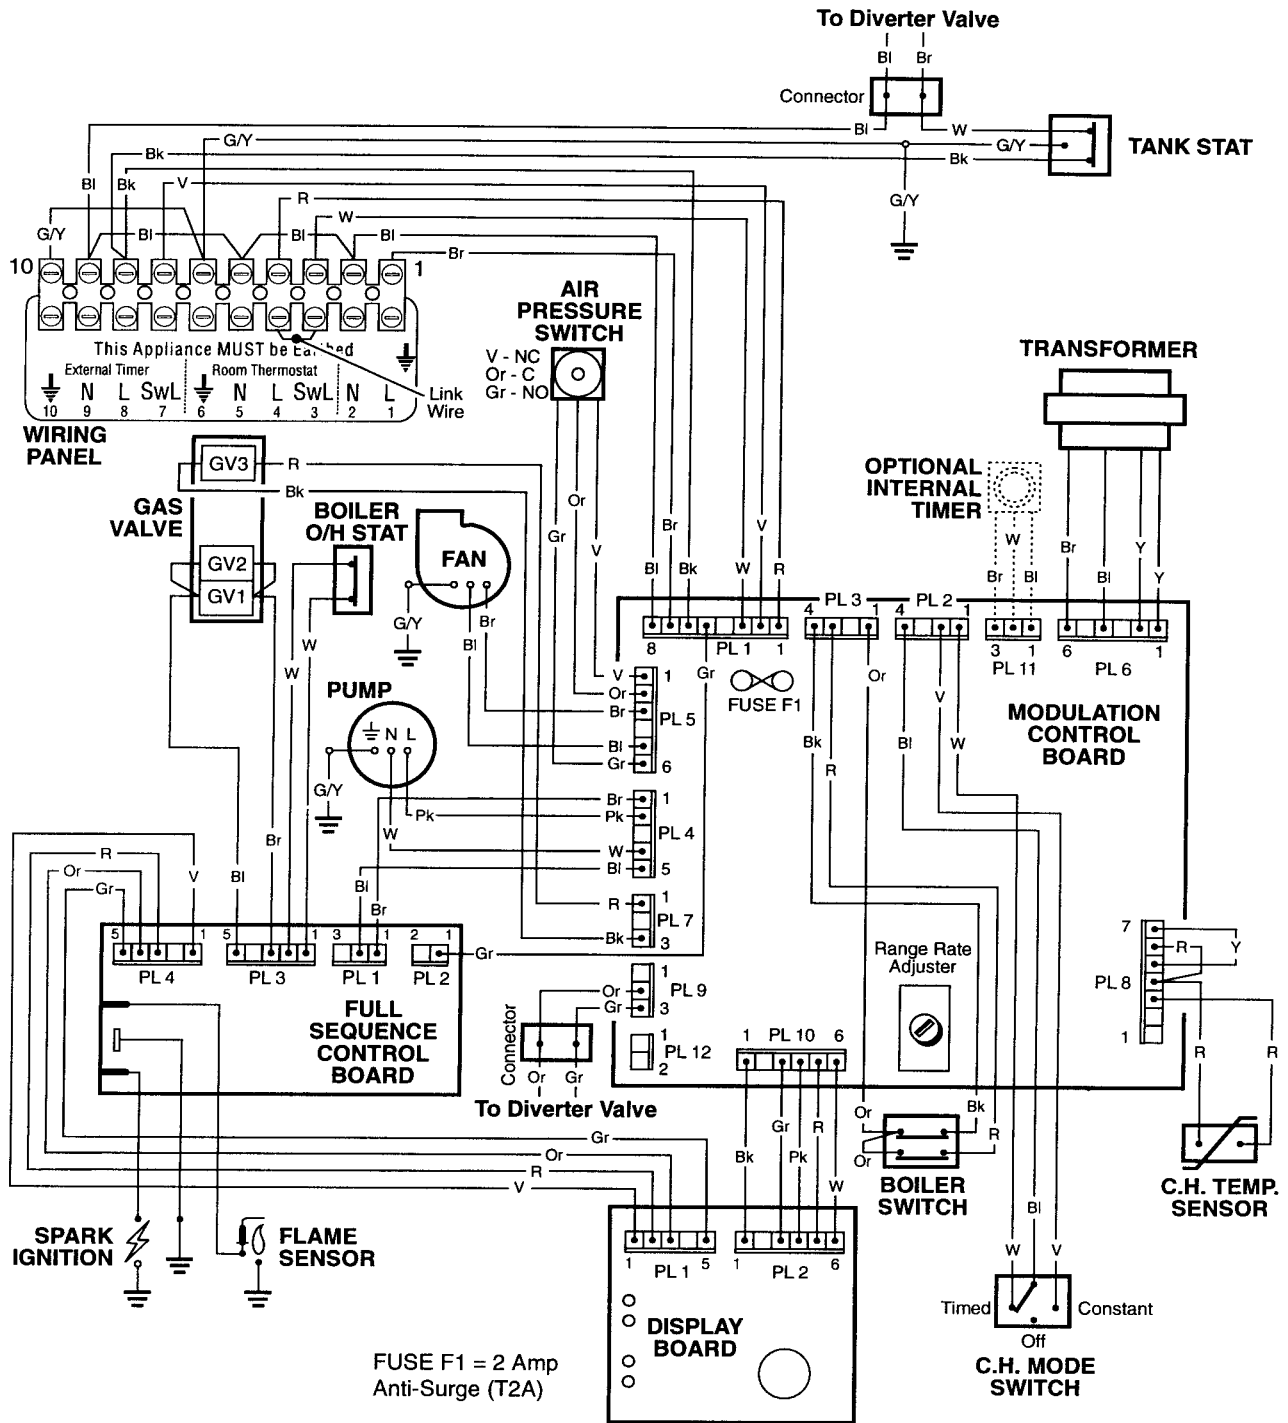 To Diverter Valve
Bl Br
Connector
Bl W
G/Y G/Y
Bk Bk
TANK STAT
Bl Bk V
R
G/Y
W
G/Y Bl Bl Bl
Br
10 1
This Appliance MUST be Earthed
External Timer Room Thermostat
N L SwL N L SwL N L
10 9 8 7 6 5 4 3 2 1
Link
Wire
WIRING
PANEL
AIR
PRESSURE
SWITCH
V - NC
Or - C
Gr - NO
TRANSFORMER
GV3 R
Bk
GAS
VALVE
GV2
GV1
BOILER
O/H STAT
FAN
G/Y
Bl
Br
W
W
Or
Gr
V
Bl Br Bk W V R
OPTIONAL
INTERNAL
TIMER
W
Br Bl
Br Bl Y Y
8 PL 1 1
4 PL 3 1
4 PL 2 1
3 1
PL 11
6 1
PL 6
Gr
FUSE F1
Or
V 1
Or
Br PL 5
Bl
Gr 6
Bk R
Bl V W
MODULATION
CONTROL
BOARD
PUMP
N L
G/Y
W
Pk
Br 1
Pk PL 4
W
Bl 5
R 1
PL 7
Bk 3
R
Or
Gr
V
Bl
Br
Bl
Br
5 1
PL 4
5 1
PL 3
3 1
PL 1
2 1
PL 2
Gr
FULL
SEQUENCE
CONTROL
BOARD
1
Or PL 9
Gr 3
1
PL 12
2
Connector
Or Gr
To Diverter Valve
1 PL 10 6
Range Rate
Adjuster
7
R Y
PL 8
1
R R
Or
Or
Bk
R
BOILER
SWITCH
C.H. TEMP.
SENSOR
Gr
Or
R
V
Bk Gr Pk R W
SPARK
IGNITION
FLAME
SENSOR
1 PL 1 5
1 PL 2 6
DISPLAY
BOARD
W Bl V
Timed Constant
Off
C.H. MODE
SWITCH
FUSE F1 = 2 Amp
Anti-Surge (T2A)